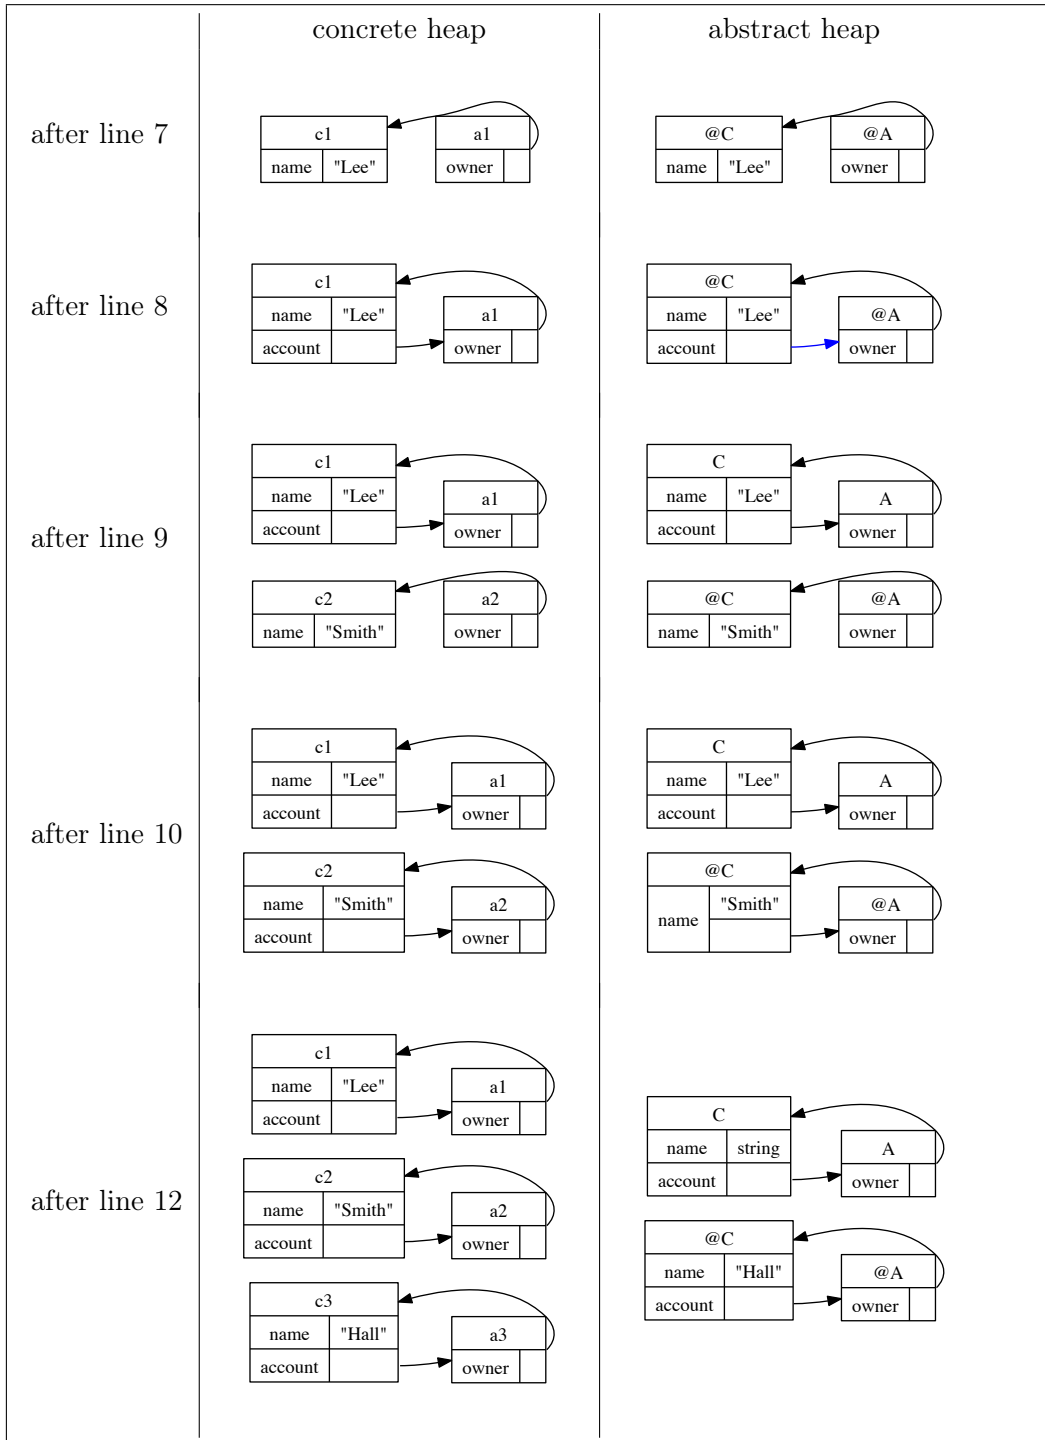 concrete heap abstract heap
after line 7
c1 a1 @C @A
name "Lee" owner name "Lee" owner
after line 8
c1 @C
name "Lee" a1 name "Lee" @A
account owner account owner
after line 9
c1 C
name "Lee" a1 name "Lee" A
account owner account owner
c2 a2 @C @A
name "Smith" owner name "Smith" owner
after line 10
c1 C
name "Lee" a1 name "Lee" A
account owner account owner
c2 @C
name "Smith" a2 name "Smith" @A
account owner owner
after line 12
c1
name "Lee" a1
account owner
c2
name "Smith" a2
account owner
c3
name "Hall" a3
account owner
C
name string A
account owner
@C
name "Hall" @A
account owner